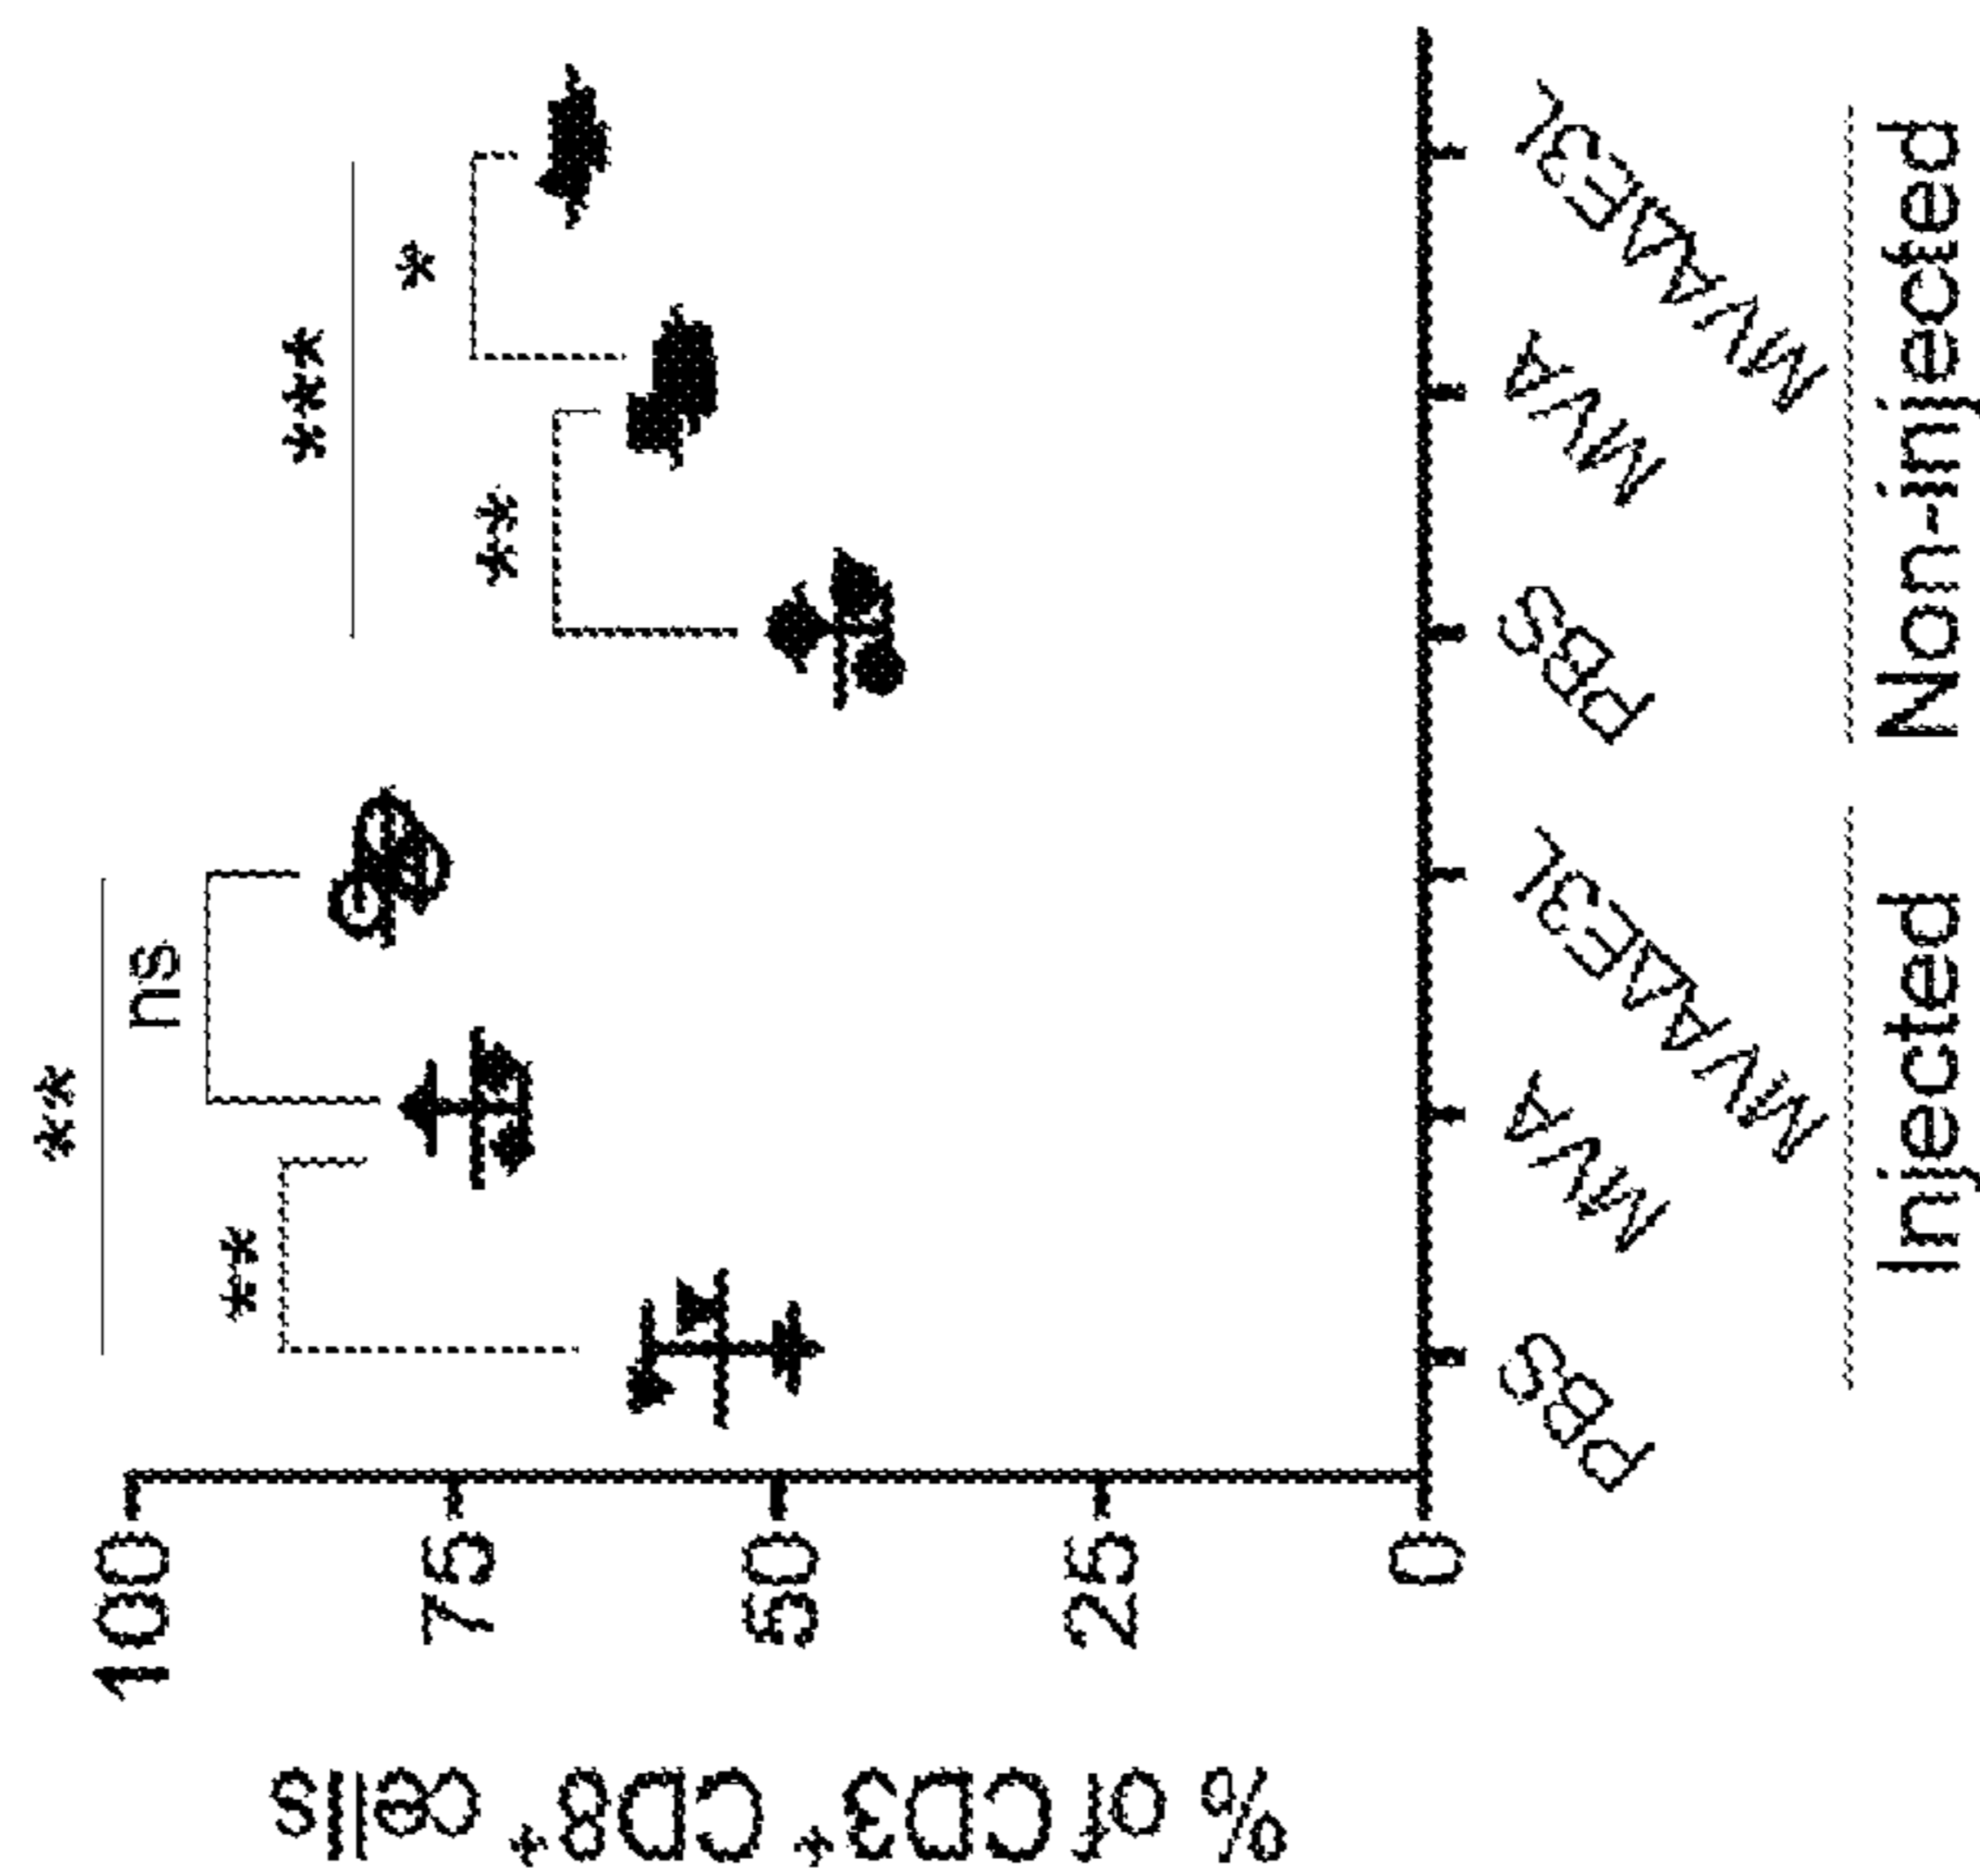 % of CD3⁺ CD8⁺ cells
100
75
50
25
0
**
**
ns
***
**
*
PBS
MVA
MVAΔE3L
PBS
MVA
MVAΔE3L
Injected
Non-injected